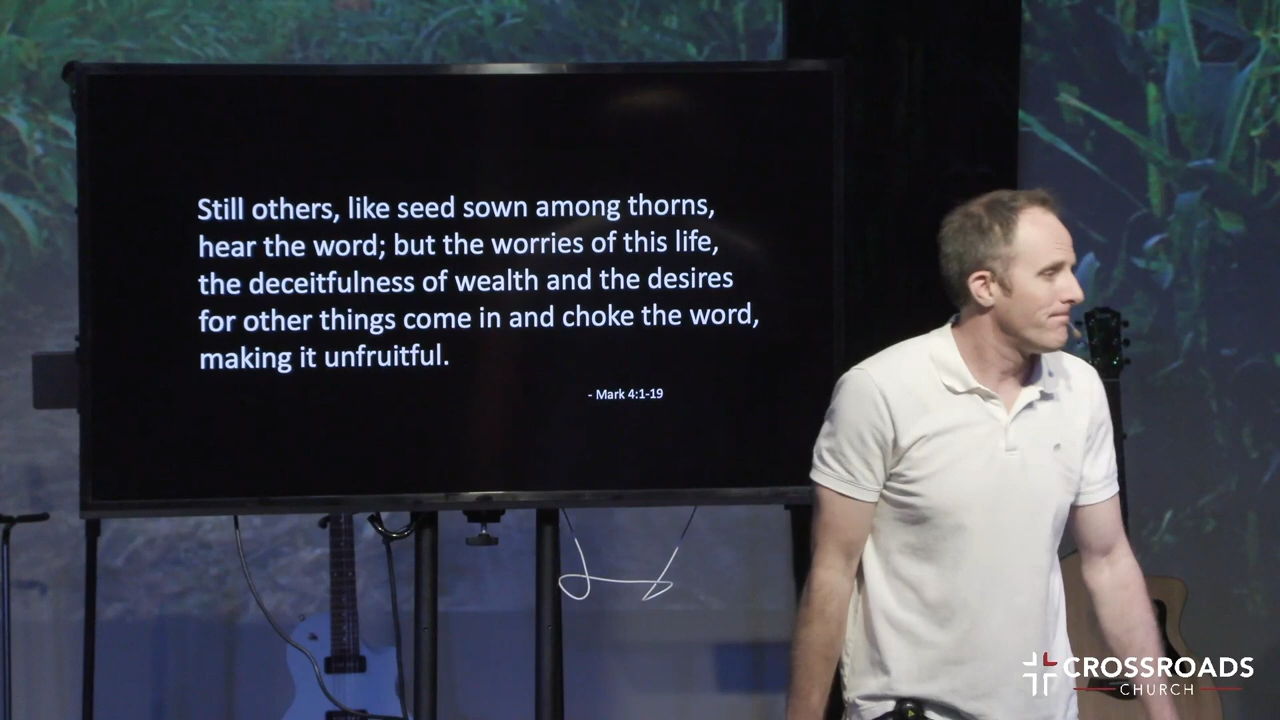 Still others, like seed sown among thorns,
hear the word; but the worries of this life,
the deceitfulness of wealth and the desires
for other things come in and choke the word,
making it unfruitful.
- Mark 4:1-19
CROSSROADS
CHURCH